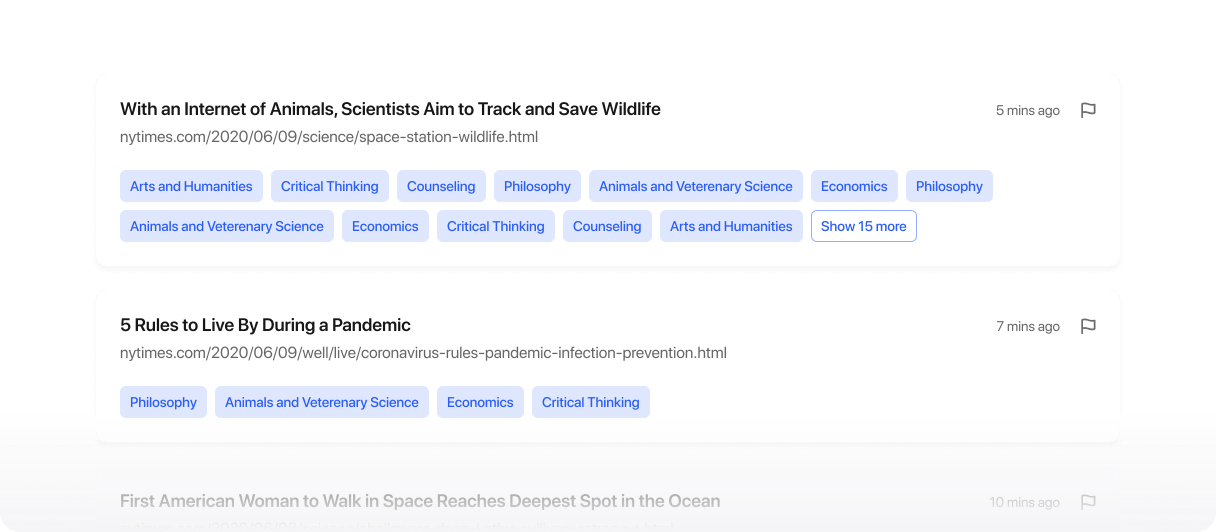 With an Internet of Animals, Scientists Aim to Track and Save Wildlife 5 mins ago
nytimes.com/2020/06/09/science/space-station-wildlife.html
Arts and Humanities Critical Thinking Counseling Philosophy Animals and Veterenary Science Economics Philosophy
Animals and Veterenary Science Economics Critical Thinking Counseling Arts and Humanities Show 15 more
5 Rules to Live By During a Pandemic 7 mins ago
nytimes.com/2020/06/09/well/live/coronavirus-rules-pandemic-infection-prevention.html
Philosophy Animals and Veterenary Science Economics Critical Thinking
First American Woman to Walk in Space Reaches Deepest Spot in the Ocean 10 mins ago